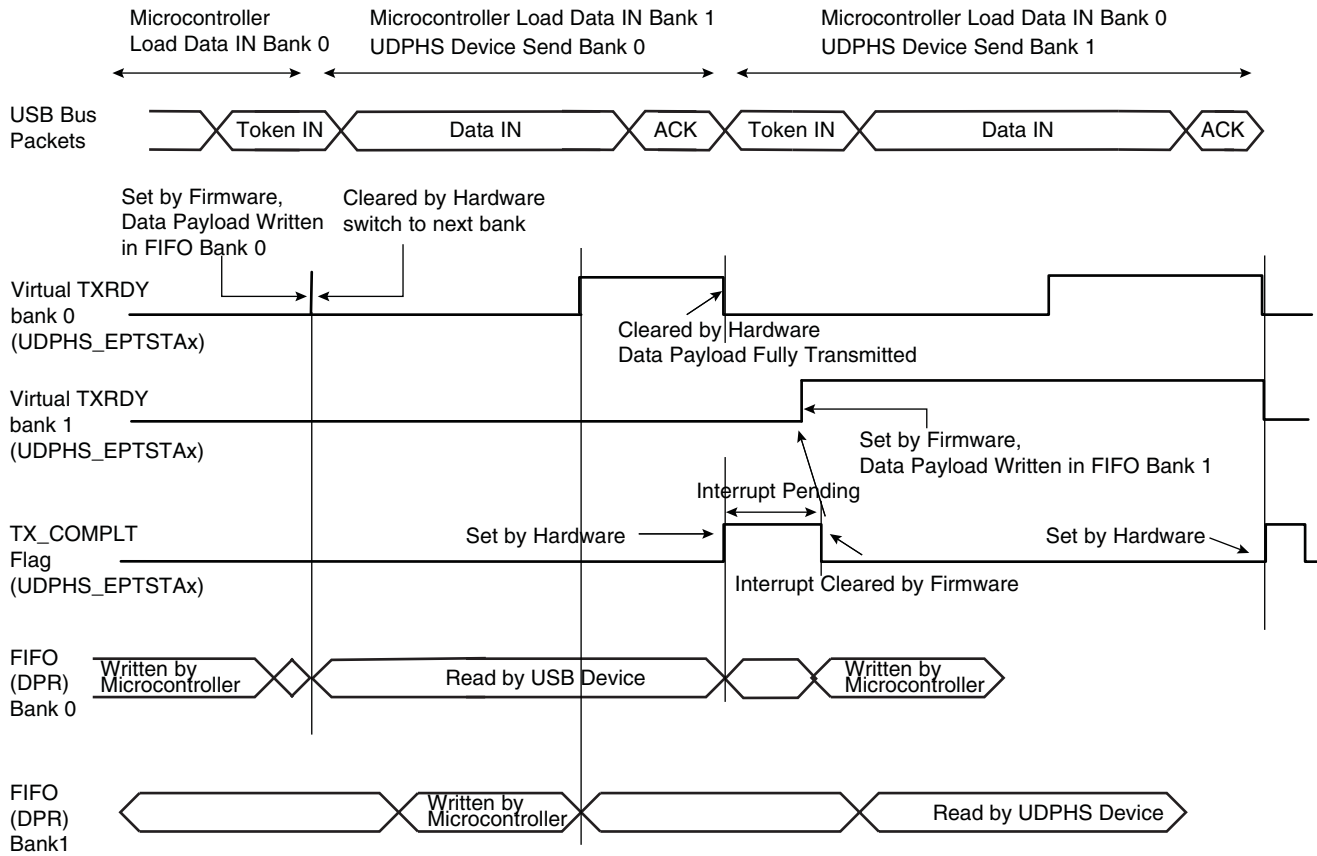 Microcontroller
Load Data IN Bank 0
Microcontroller Load Data IN Bank 1
UDPHS Device Send Bank 0
Microcontroller Load Data IN Bank 0
UDPHS Device Send Bank 1
USB Bus
Packets
Token IN
Data IN
ACK
Token IN
Data IN
ACK
Set by Firmware,
Data Payload Written
in FIFO Bank 0
Cleared by Hardware
switch to next bank
Virtual TXRDY
bank 0
(UDPHS_EPTSTAx)
Cleared by Hardware
Data Payload Fully Transmitted
Virtual TXRDY
bank 1
(UDPHS_EPTSTAx)
Set by Firmware,
Data Payload Written in FIFO Bank 1
Interrupt Pending
TX_COMPLT
Flag
(UDPHS_EPTSTAx)
Set by Hardware
Set by Hardware
Interrupt Cleared by Firmware
FIFO
(DPR)
Bank 0
Written by
Microcontroller
Read by USB Device
Written by
Microcontroller
FIFO
(DPR)
Bank1
Written by
Microcontroller
Read by UDPHS Device